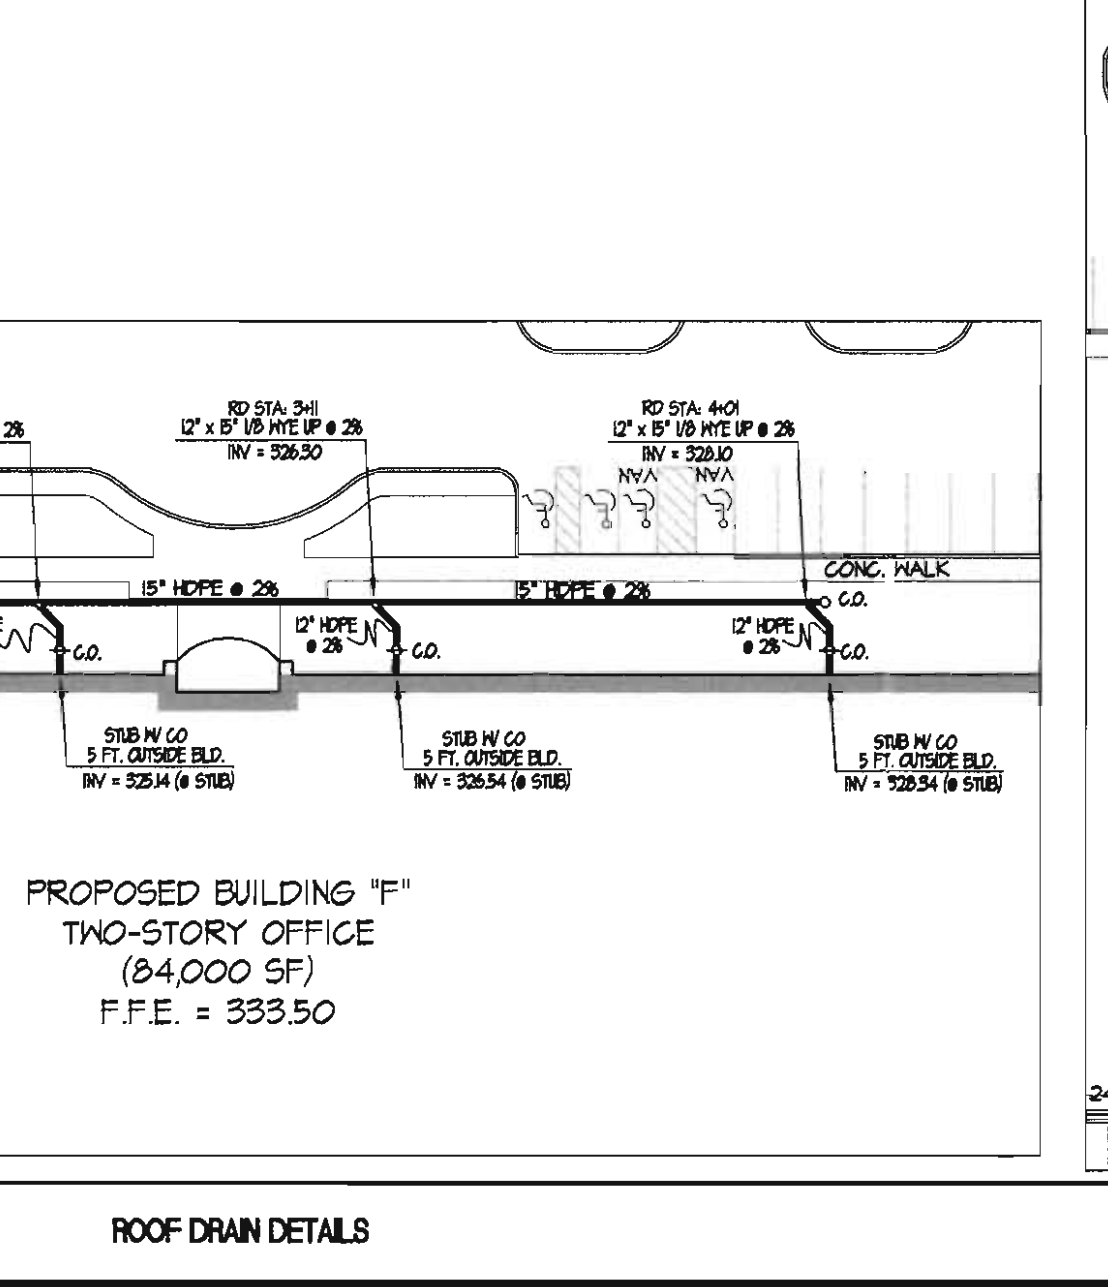 2%
RD STA: 3+11
12" x 15" 1/8 WYE UP @ 2%
INV = 326.30
RD STA: 4+01
12" x 15" 1/8 WYE UP @ 2%
INV = 328.10
VAN
VAN
CONC. WALK
15" HDPE @ 2%
15" HDPE @ 2%
C.O.
12" HDPE
@ 2%
12" HDPE
@ 2%
C.O.
C.O.
C.O.
STUB W/ CO
5 FT. OUTSIDE BLD.
INV = 325.14 (@ STUB)
STUB W/ CO
5 FT. OUTSIDE BLD.
INV = 326.54 (@ STUB)
STUB W/ CO
5 FT. OUTSIDE BLD.
INV = 328.34 (@ STUB)
PROPOSED BUILDING "F"
TWO-STORY OFFICE
(84,000 SF)
F.F.E. = 333.50
ROOF DRAIN DETAILS